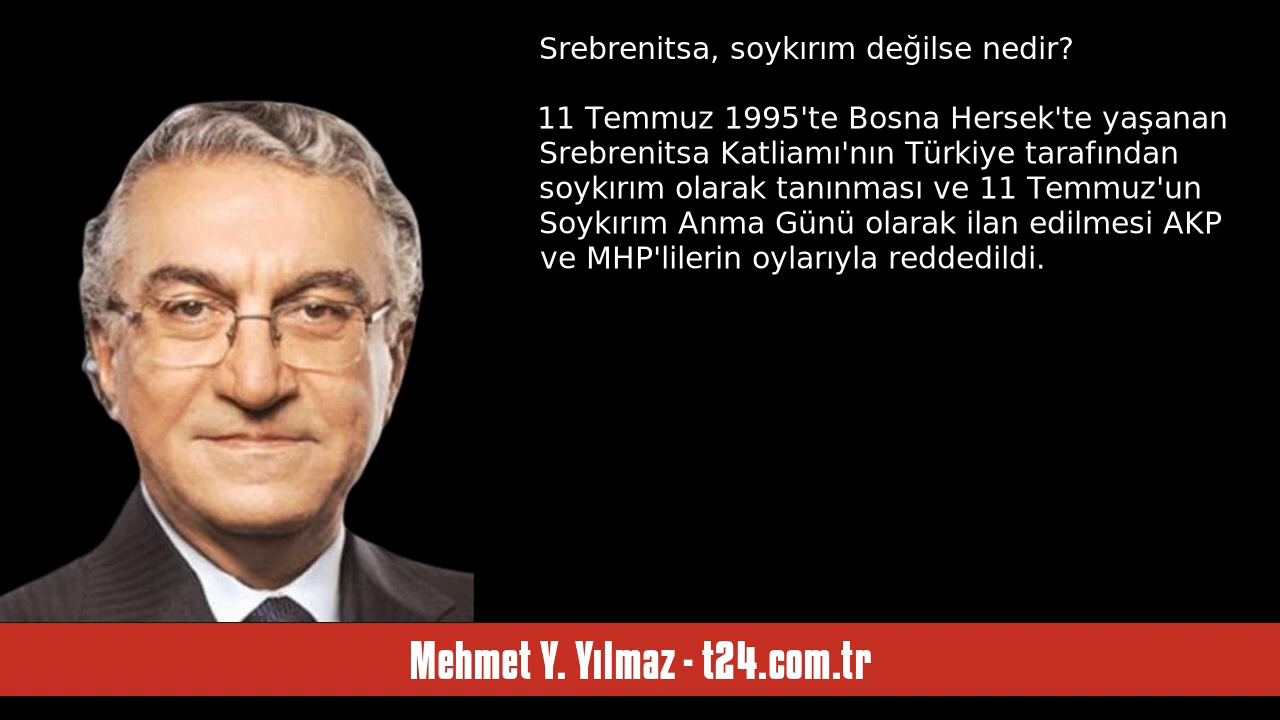 Srebrenitsa, soykırım değilse nedir?
11 Temmuz 1995'te Bosna Hersek'te yaşanan
Srebrenitsa Katliamı'nın Türkiye tarafından
soykırım olarak tanınması ve 11 Temmuz'un
Soykırım Anma Günü olarak ilan edilmesi AKP
ve MHP'lilerin oylarıyla reddedildi.
Mehmet Y. Yılmaz - t24.com.tr